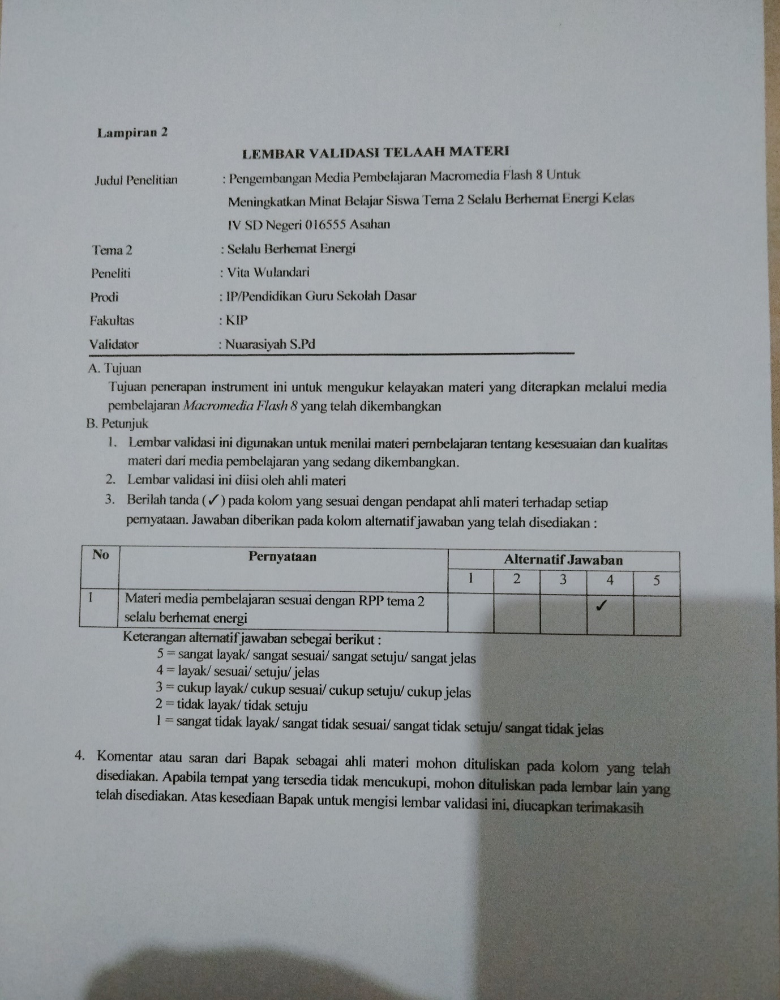 Lampiran 2
LEMBAR VALIDASI TELAAH MATERI
Judul Penelitian : Pengembangan Media Pembelajaran Macromedia Flash 8 Untuk
Meningkatkan Minat Belajar Siswa Tema 2 Selalu Berhemat Energi Kelas
IV SD Negeri 016555 Asahan
Tema 2 : Selalu Berhemat Energi
Peneliti : Vita Wulandari
Prodi : IP/Pendidikan Guru Sekolah Dasar
Fakultas : KIP
Validator : Nuarasiyah S.Pd
A. Tujuan
Tujuan penerapan instrument ini untuk mengukur kelayakan materi yang diterapkan melalui media
pembelajaran Macromedia Flash 8 yang telah dikembangkan
B. Petunjuk
1. Lembar validasi ini digunakan untuk menilai materi pembelajaran tentang kesesuaian dan kualitas
materi dari media pembelajaran yang sedang dikembangkan.
2. Lembar validasi ini diisi oleh ahli materi
3. Berilah tanda (✓) pada kolom yang sesuai dengan pendapat ahli materi terhadap setiap
pernyataan. Jawaban diberikan pada kolom alternatif jawaban yang telah disediakan :
No Pernyataan Alternatif Jawaban
1 2 3 4 5
1 Materi media pembelajaran sesuai dengan RPP tema 2 ✓
selalu berhemat energi
Keterangan alternatif jawaban sebegai berikut :
5 = sangat layak/ sangat sesuai/ sangat setuju/ sangat jelas
4 = layak/ sesuai/ setuju/ jelas
3 = cukup layak/ cukup sesuai/ cukup setuju/ cukup jelas
2 = tidak layak/ tidak setuju
1 = sangat tidak layak/ sangat tidak sesuai/ sangat tidak setuju/ sangat tidak jelas
4. Komentar atau saran dari Bapak sebagai ahli materi mohon dituliskan pada kolom yang telah
disediakan. Apabila tempat yang tersedia tidak mencukupi, mohon dituliskan pada lembar lain yang
telah disediakan. Atas kesediaan Bapak untuk mengisi lembar validasi ini, diucapkan terimakasih